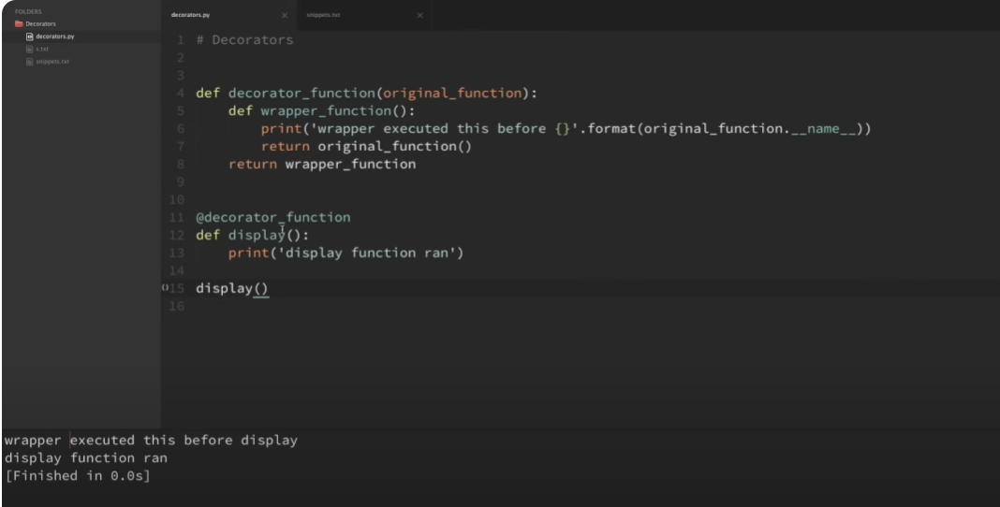 FOLDERS
Decorators
decorators.py
s.txt
snippets.txt
decorators.py
snippets.txt
1 # Decorators
2
3
4 def decorator_function(original_function):
5     def wrapper_function():
6         print('wrapper executed this before {}'.format(original_function.__name__))
7         return original_function()
8     return wrapper_function
9
10
11 @decorator_function
12 def display():
13     print('display function ran')
14
15 display()
16
wrapper executed this before display
display function ran
[Finished in 0.0s]